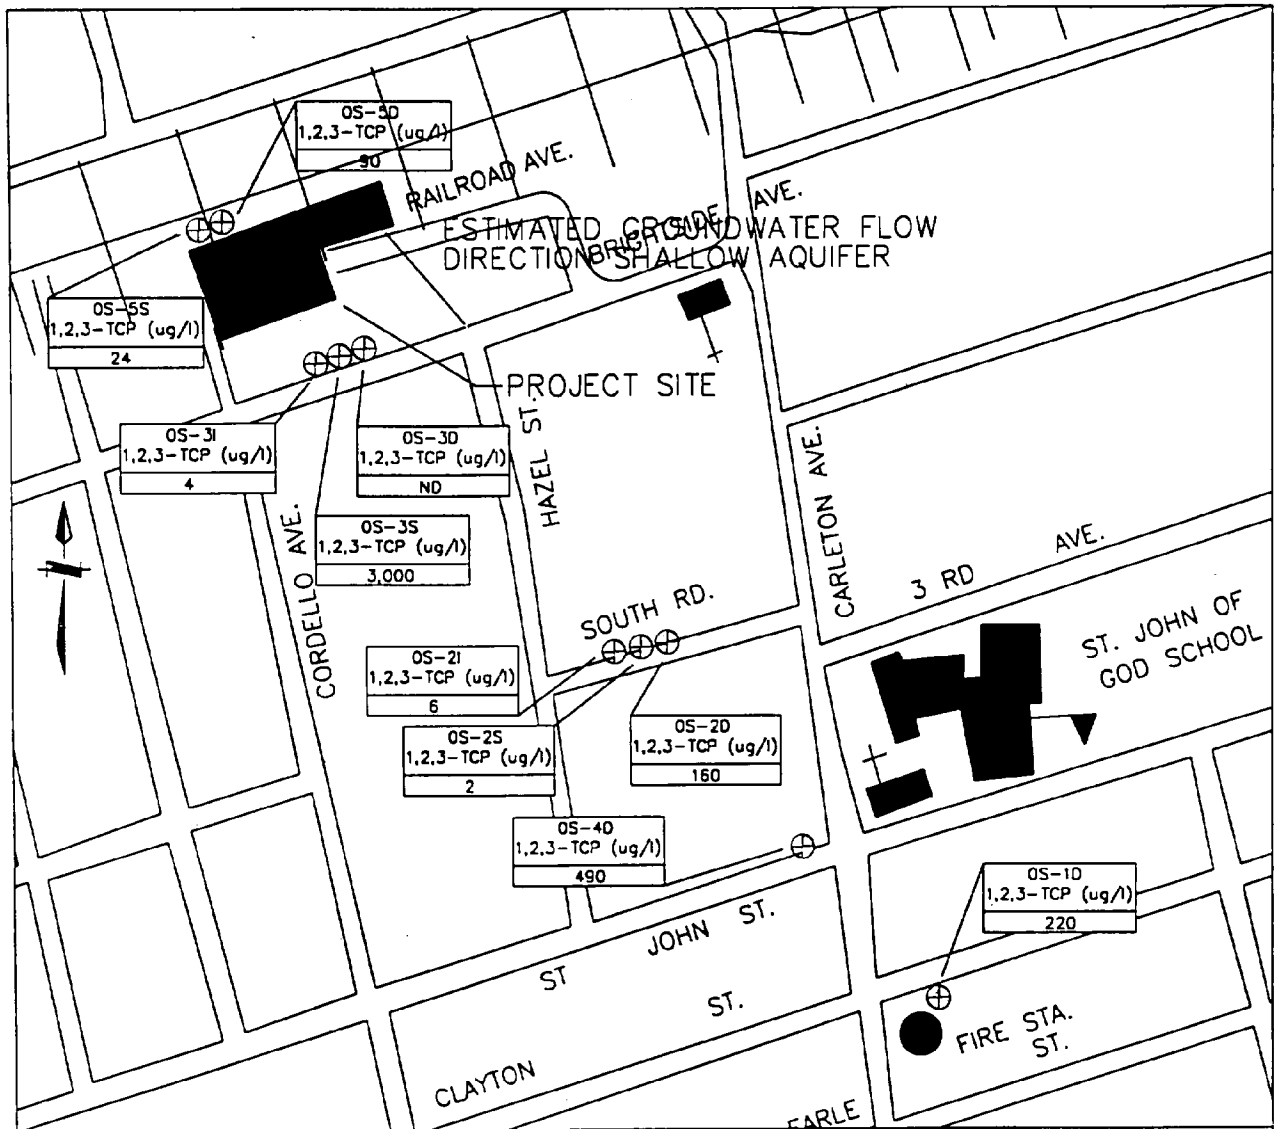 OS-5D
1,2,3-TCP (ug/l)
90
RAILROAD AVE.
BRIGHTSIDE AVE.
ESTIMATED GROUNDWATER FLOW
DIRECTION SHALLOW AQUIFER
OS-5S
1,2,3-TCP (ug/l)
24
PROJECT SITE
OS-3I
1,2,3-TCP (ug/l)
4
OS-3D
1,2,3-TCP (ug/l)
ND
HAZEL ST.
CARLETON AVE.
OS-3S
1,2,3-TCP (ug/l)
3,000
CORDELLO AVE.
3 RD AVE.
SOUTH RD.
ST. JOHN OF
GOD SCHOOL
OS-2I
1,2,3-TCP (ug/l)
6
OS-2S
1,2,3-TCP (ug/l)
2
OS-2D
1,2,3-TCP (ug/l)
160
OS-4D
1,2,3-TCP (ug/l)
490
OS-1D
1,2,3-TCP (ug/l)
220
ST JOHN ST.
CLAYTON ST.
FIRE STA.
EARLE ST.